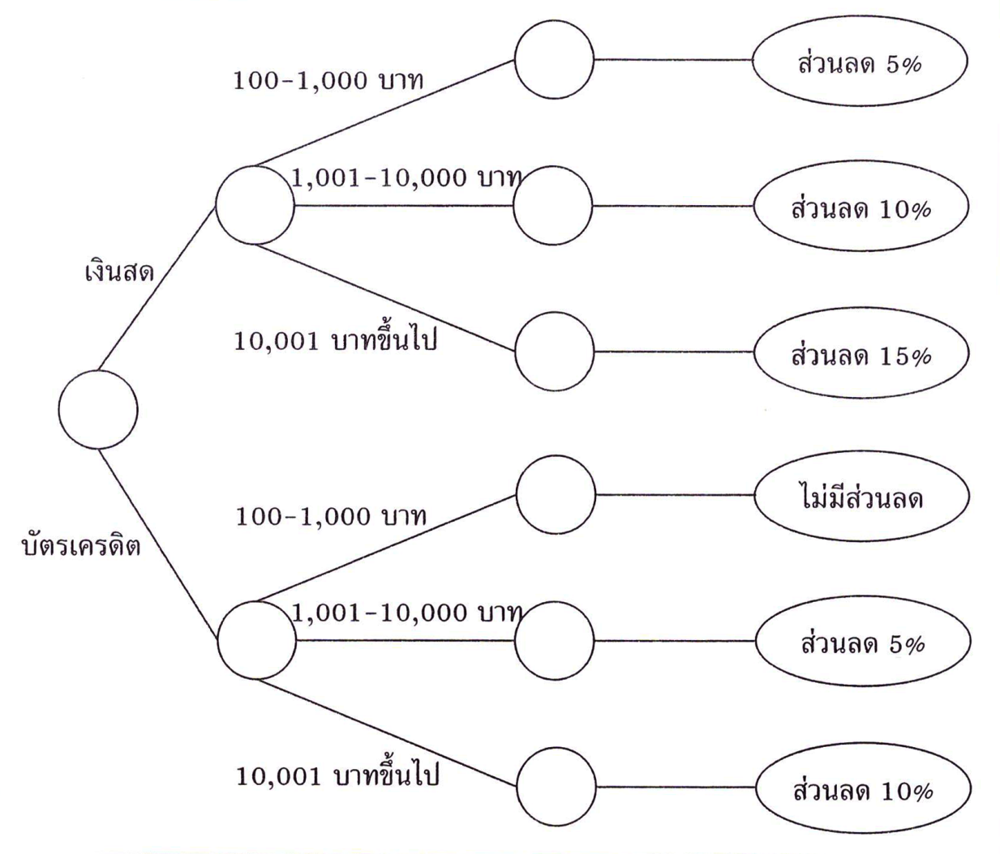 100-1,000 บาท
ส่วนลด 5%
1,001-10,000 บาท
ส่วนลด 10%
เงินสด
10,001 บาทขึ้นไป
ส่วนลด 15%
บัตรเครดิต
100-1,000 บาท
ไม่มีส่วนลด
1,001-10,000 บาท
ส่วนลด 5%
10,001 บาทขึ้นไป
ส่วนลด 10%